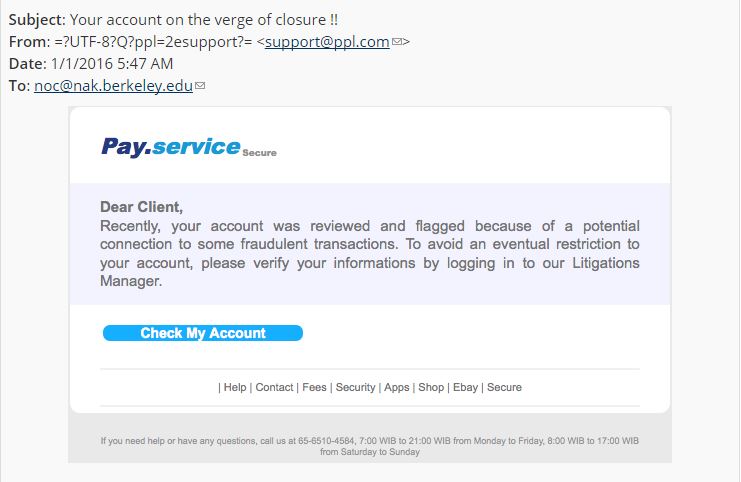 Subject: Your account on the verge of closure !!
From: =?UTF-8?Q?ppl=2esupport?= <support@ppl.com>
Date: 1/1/2016 5:47 AM
To: noc@nak.berkeley.edu
Pay.service Secure
Dear Client,
Recently, your account was reviewed and flagged because of a potential
connection to some fraudulent transactions. To avoid an eventual restriction to
your account, please verify your informations by logging in to our Litigations
Manager.
Check My Account
| Help | Contact | Fees | Security | Apps | Shop | Ebay | Secure
If you need help or have any questions, call us at 65-6510-4584, 7:00 WIB to 21:00 WIB from Monday to Friday, 8:00 WIB to 17:00 WIB
from Saturday to Sunday